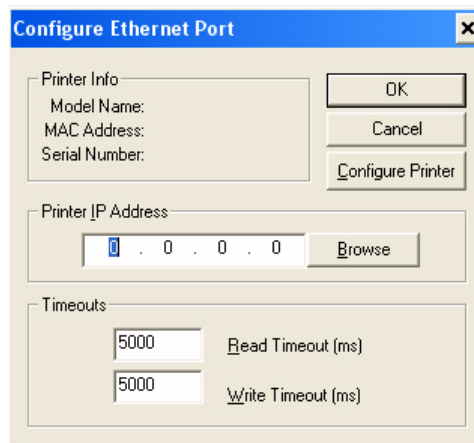 Configure Ethernet Port
Printer Info
Model Name:
MAC Address:
Serial Number:
OK
Cancel
Configure Printer
Printer IP Address
0 . 0 . 0 . 0
Browse
Timeouts
5000 Read Timeout (ms)
5000 Write Timeout (ms)